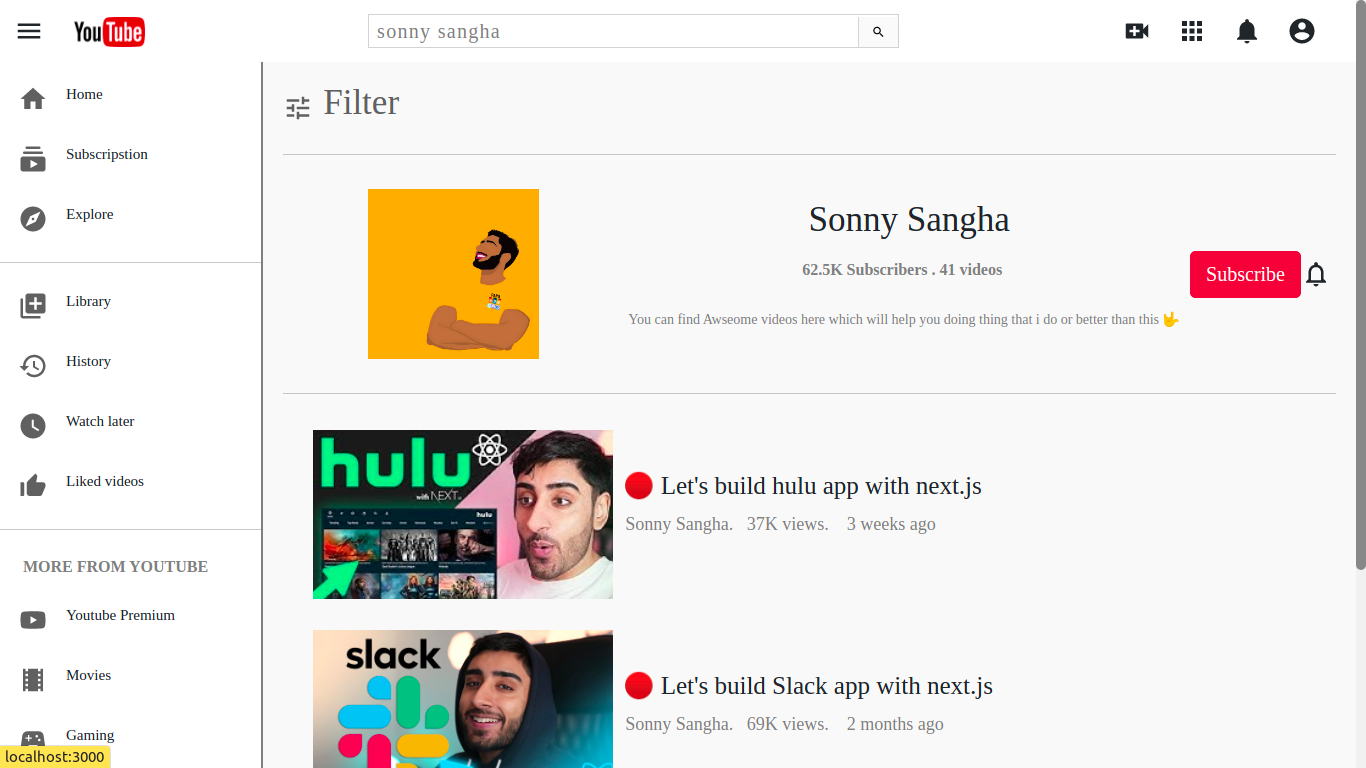 YouTube
sonny sangha
Home
Subscripstion
Explore
Library
History
Watch later
Liked videos
MORE FROM YOUTUBE
Youtube Premium
Movies
Gaming
localhost:3000
Filter
Sonny Sangha
62.5K Subscribers . 41 videos
Subscribe
You can find Awseome videos here which will help you doing thing that i do or better than this 🤟
hulu
with NEXT.JS
hulu
🔴 Let's build hulu app with next.js
Sonny Sangha. 37K views. 3 weeks ago
slack
🔴 Let's build Slack app with next.js
Sonny Sangha. 69K views. 2 months ago